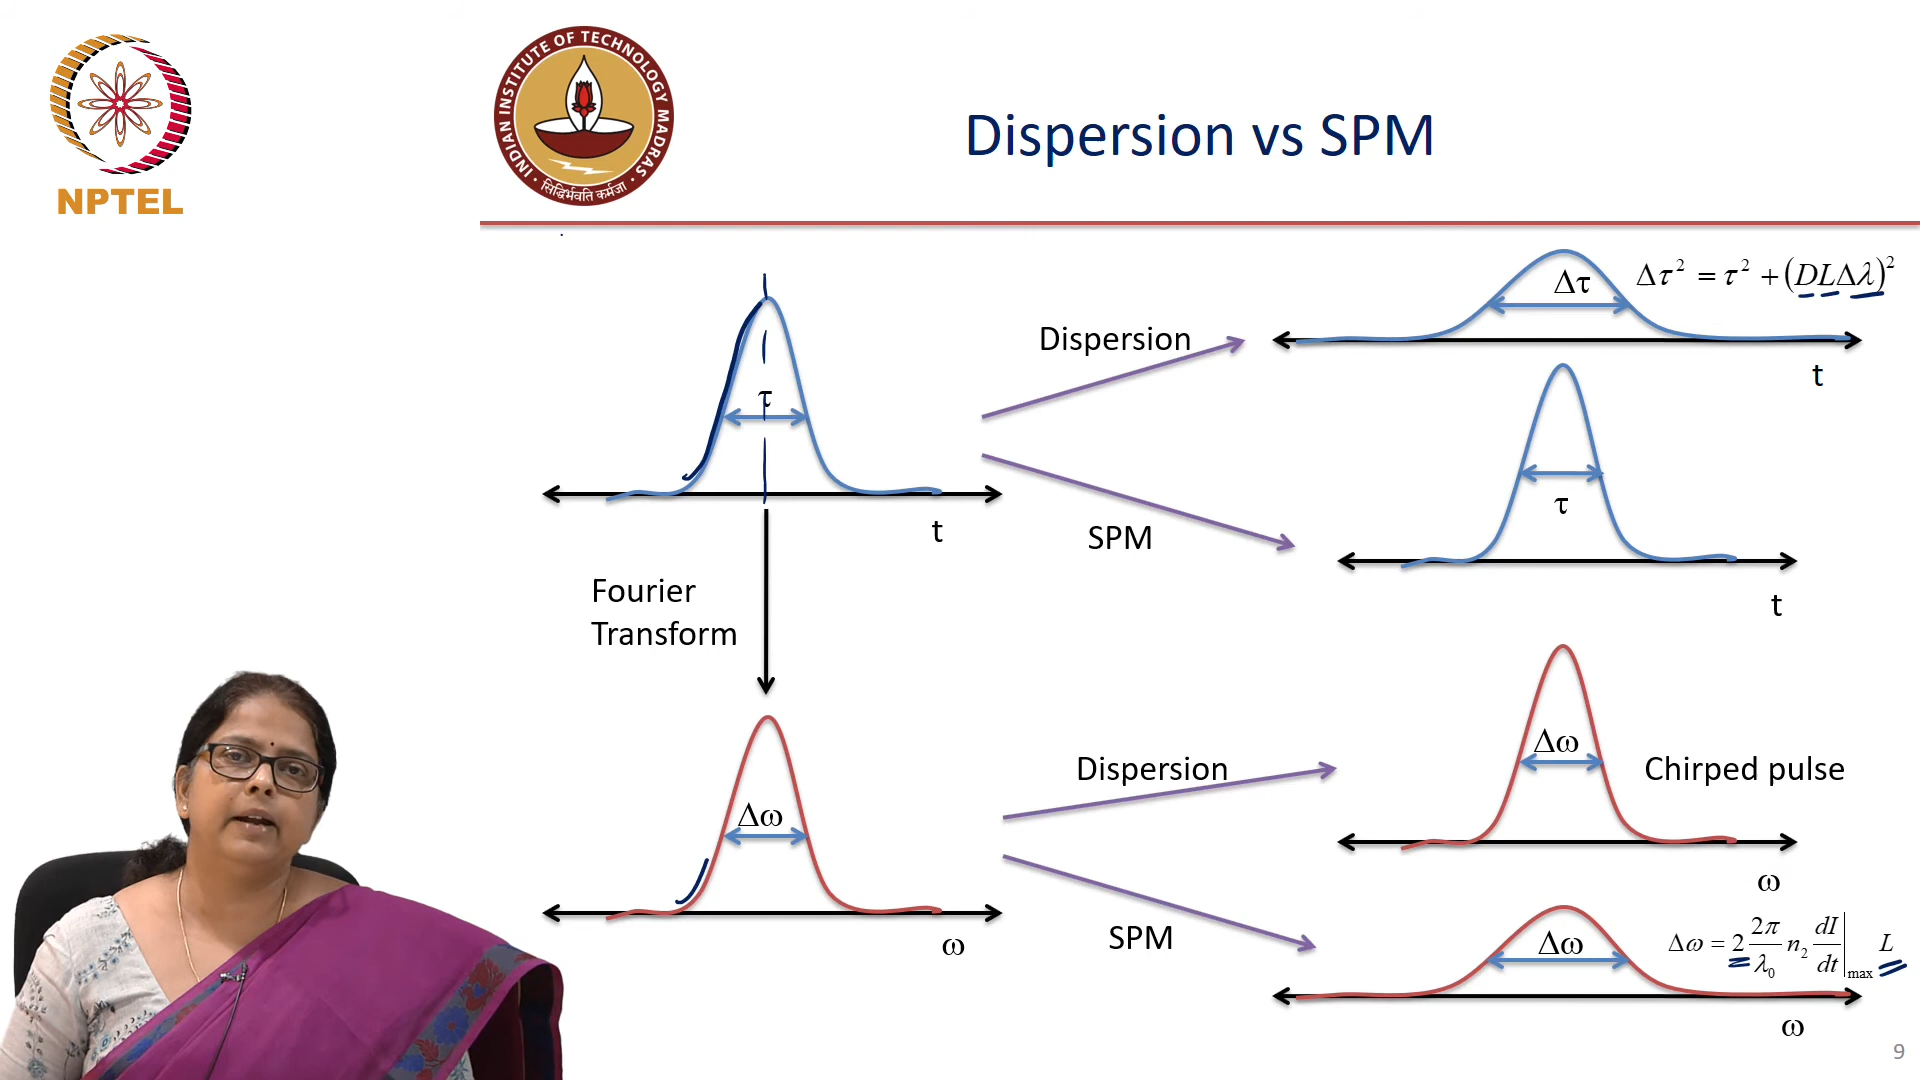 NPTEL
INDIAN INSTITUTE OF TECHNOLOGY MADRAS
सिद्धिर्भवति कर्मजा
Dispersion vs SPM
τ
t
Dispersion
SPM
Δτ
Δτ² = τ² + (DLΔλ)²
t
τ
t
Fourier
Transform
Δω
ω
Dispersion
SPM
Δω
Chirped pulse
ω
Δω
Δω = 2 2π/λ₀ n₂ dI/dt|max L
ω
9